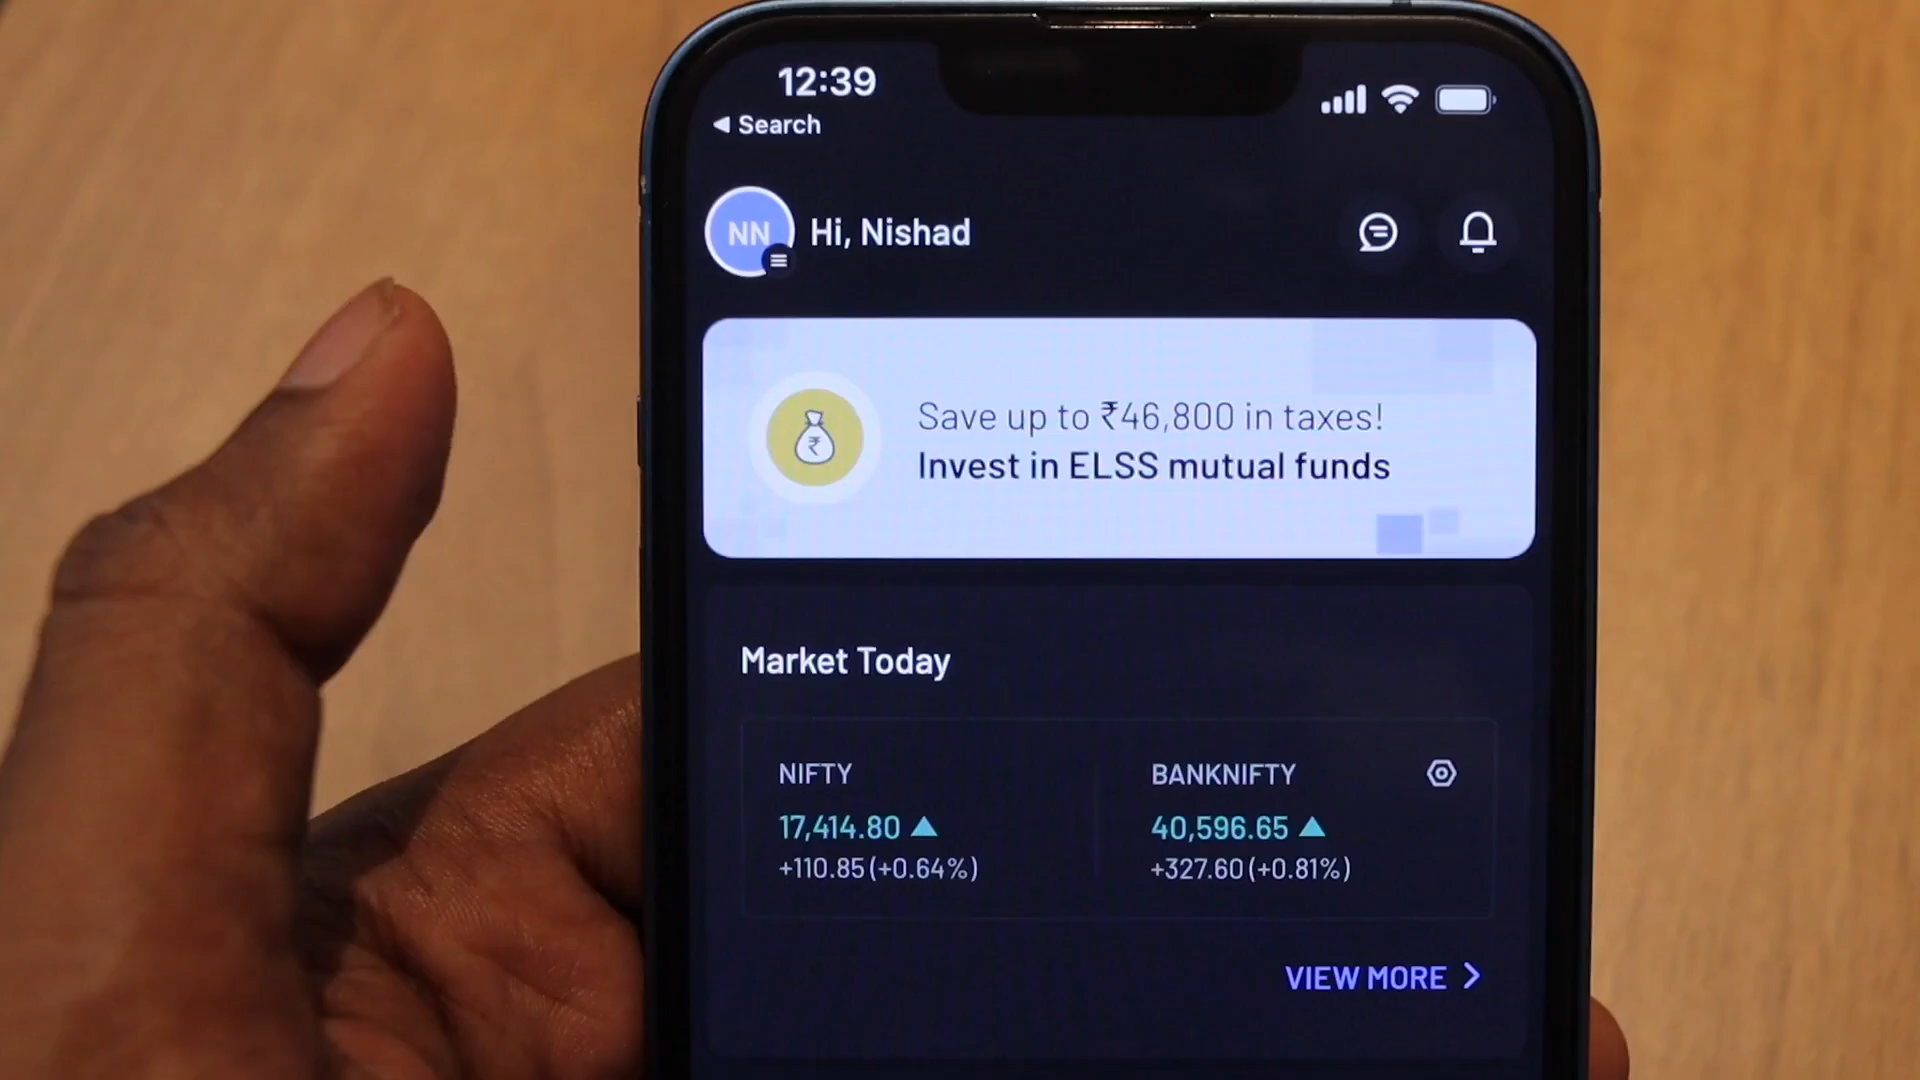 12:39
◀ Search
NN
Hi, Nishad
₹
Save up to ₹46,800 in taxes!
Invest in ELSS mutual funds
Market Today
NIFTY
17,414.80 ▲
+110.85(+0.64%)
BANKNIFTY
40,596.65 ▲
+327.60(+0.81%)
VIEW MORE >